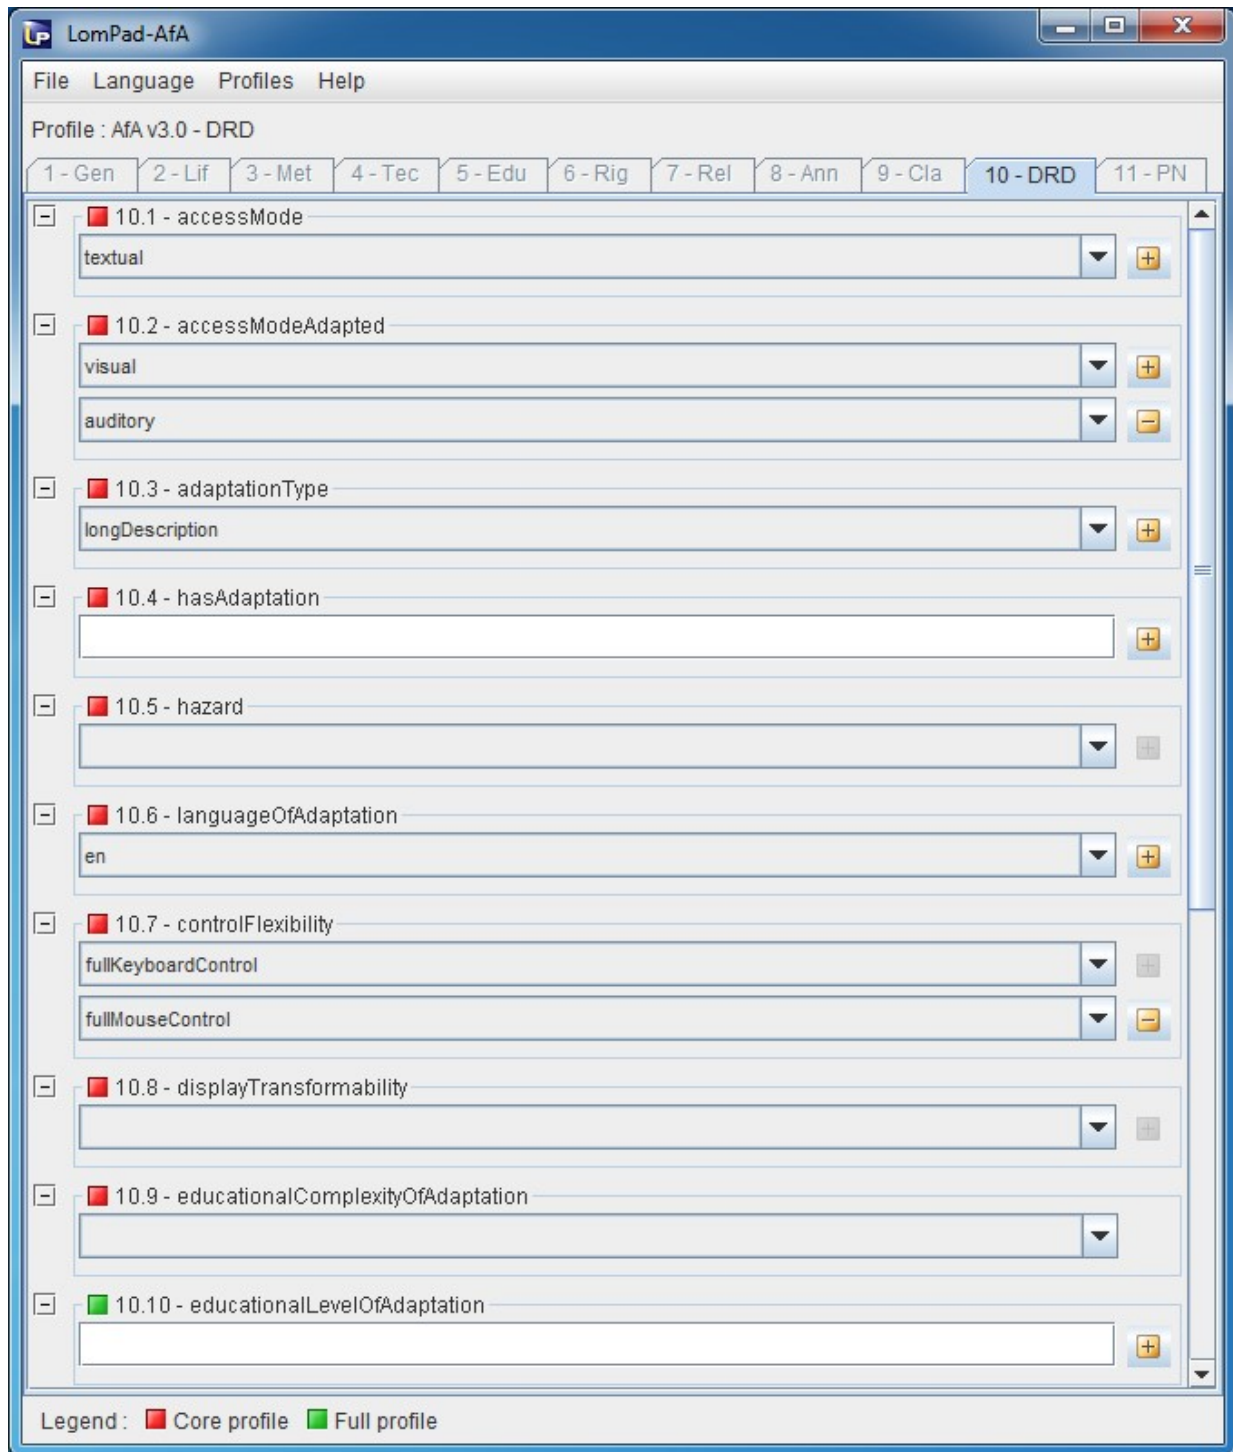 LP LomPad-AfA
File Language Profiles Help
Profile : AfA v3.0 - DRD
1 - Gen 2 - Lif 3 - Met 4 - Tec 5 - Edu 6 - Rig 7 - Rel 8 - Ann 9 - Cla 10 - DRD 11 - PN
10.1 - accessMode
textual
10.2 - accessModeAdapted
visual
auditory
10.3 - adaptationType
longDescription
10.4 - hasAdaptation
10.5 - hazard
10.6 - languageOfAdaptation
en
10.7 - controlFlexibility
fullKeyboardControl
fullMouseControl
10.8 - displayTransformability
10.9 - educationalComplexityOfAdaptation
10.10 - educationalLevelOfAdaptation
Legend : Core profile Full profile